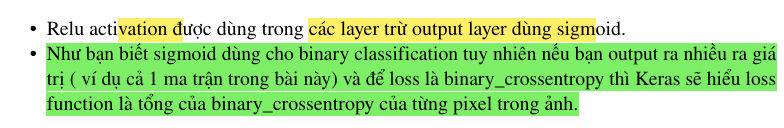 • Relu activation được dùng trong các layer trừ output layer dùng sigmoid.
• Như bạn biết sigmoid dùng cho binary classification tuy nhiên nếu bạn output ra nhiều ra giá
trị ( ví dụ cả 1 ma trận trong bài này) và để loss là binary_crossentropy thì Keras sẽ hiểu loss
function là tổng của binary_crossentropy của từng pixel trong ảnh.